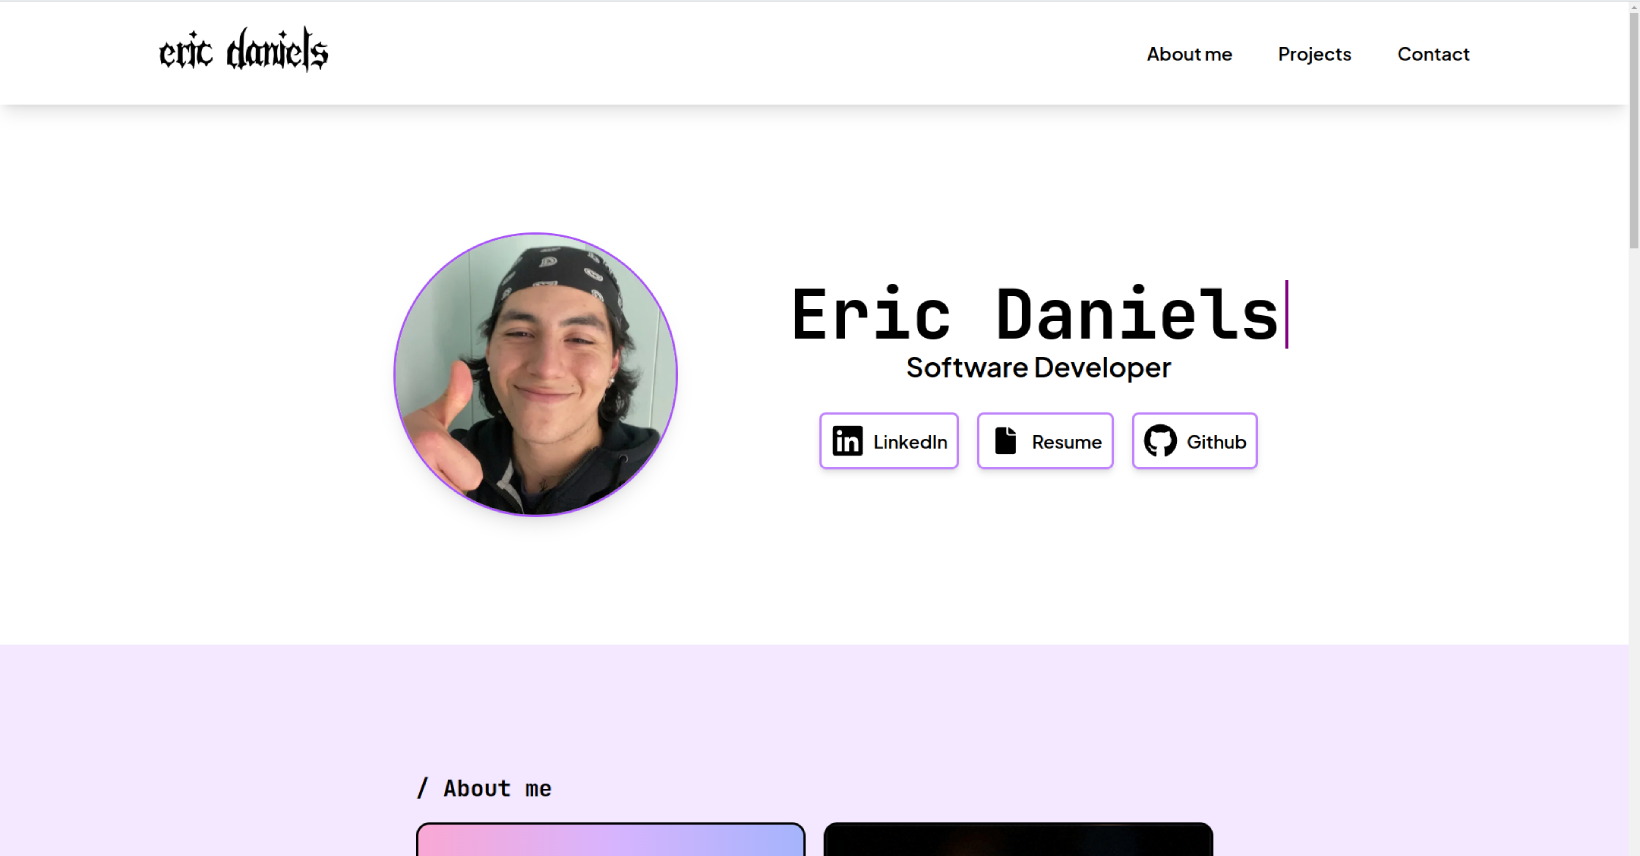 eric daniels
About me
Projects
Contact
Eric Daniels
Software Developer
LinkedIn
Resume
Github
/ About me